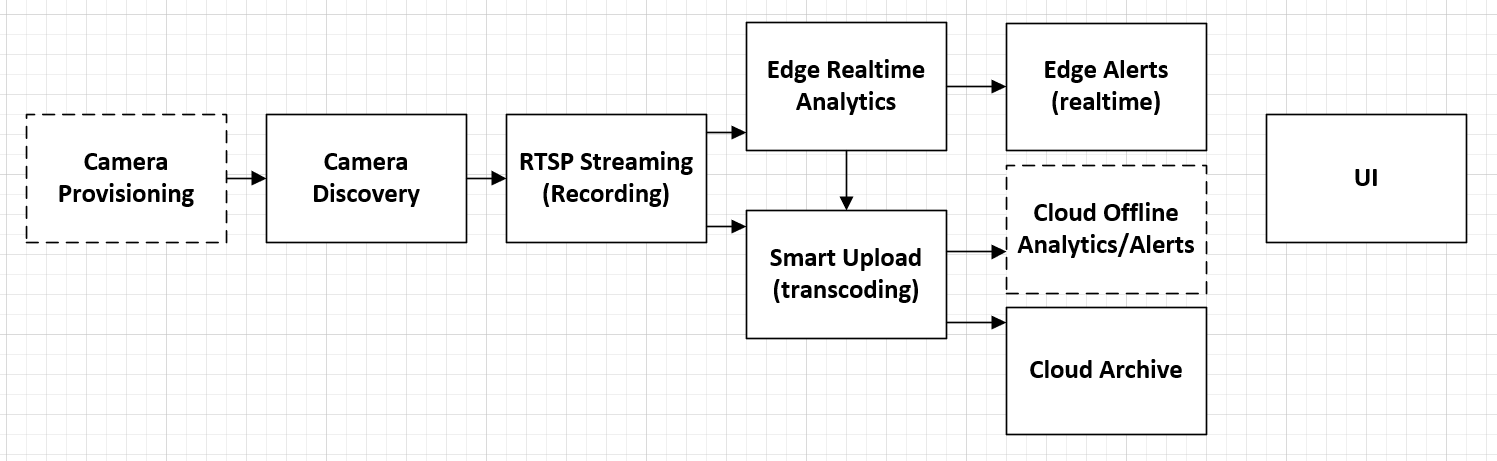 Camera
Provisioning
Camera
Discovery
RTSP Streaming
(Recording)
Edge Realtime
Analytics
Smart Upload
(transcoding)
Edge Alerts
(realtime)
Cloud Offline
Analytics/Alerts
Cloud Archive
UI